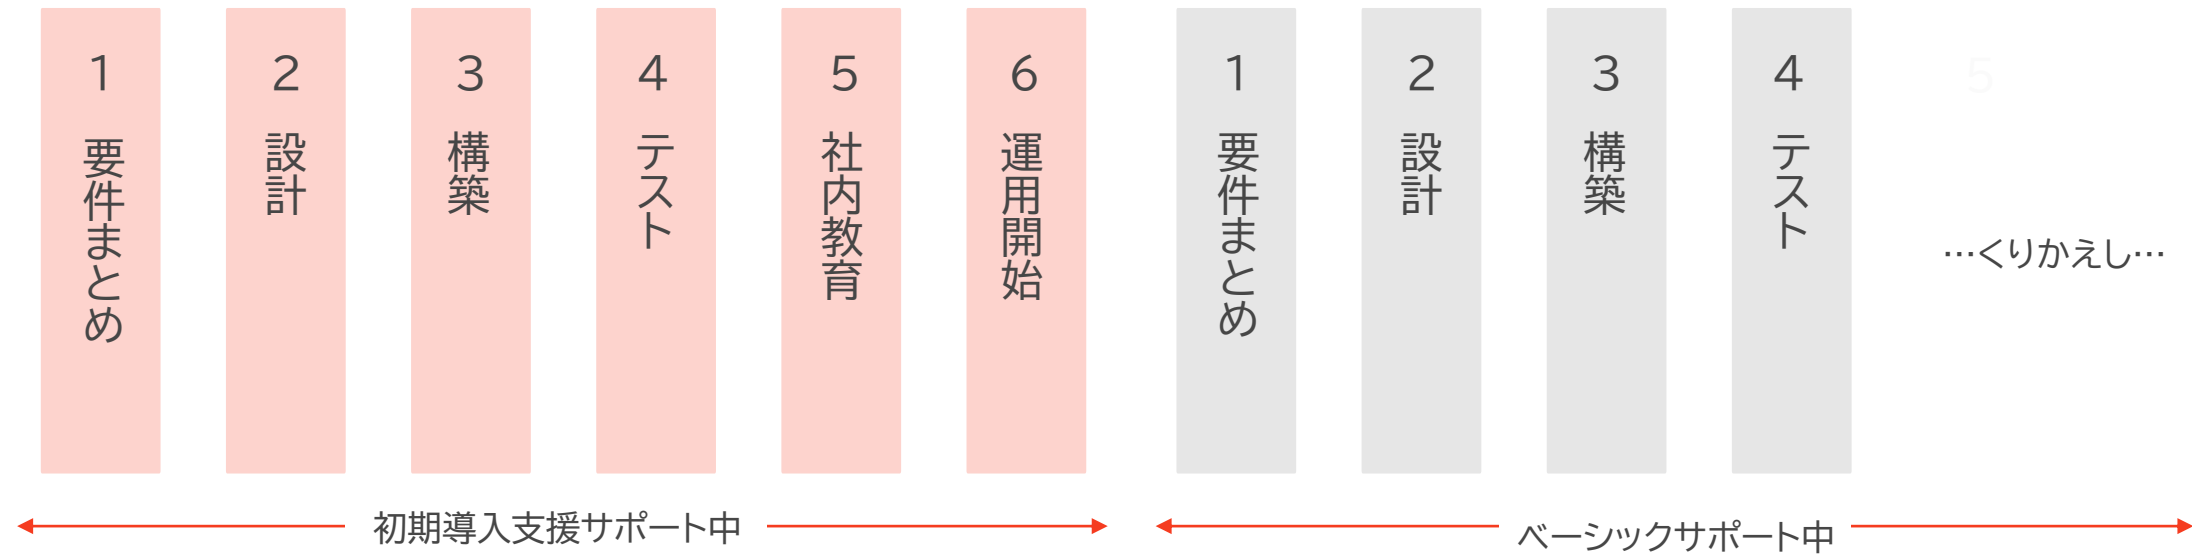 1 要件まとめ
2 設計
3 構築
4 テスト
5 社内教育
6 運用開始
1 要件まとめ
2 設計
3 構築
4 テスト
5
…くりかえし…
初期導入支援サポート中
ベーシックサポート中